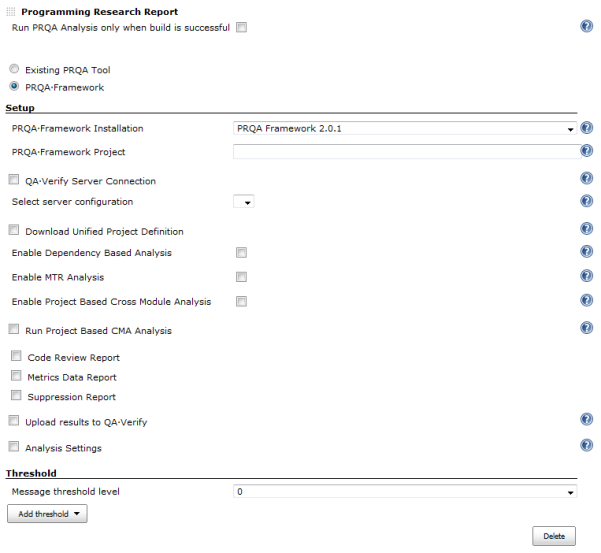 Programming Research Report
Run PRQA Analysis only when build is successful
Existing PRQA Tool
PRQA-Framework
Setup
PRQA-Framework Installation PRQA Framework 2.0.1
PRQA-Framework Project
QA-Verify Server Connection
Select server configuration
Download Unified Project Definition
Enable Dependency Based Analysis
Enable MTR Analysis
Enable Project Based Cross Module Analysis
Run Project Based CMA Analysis
Code Review Report
Metrics Data Report
Suppression Report
Upload results to QA-Verify
Analysis Settings
Threshold
Message threshold level 0
Add threshold
Delete